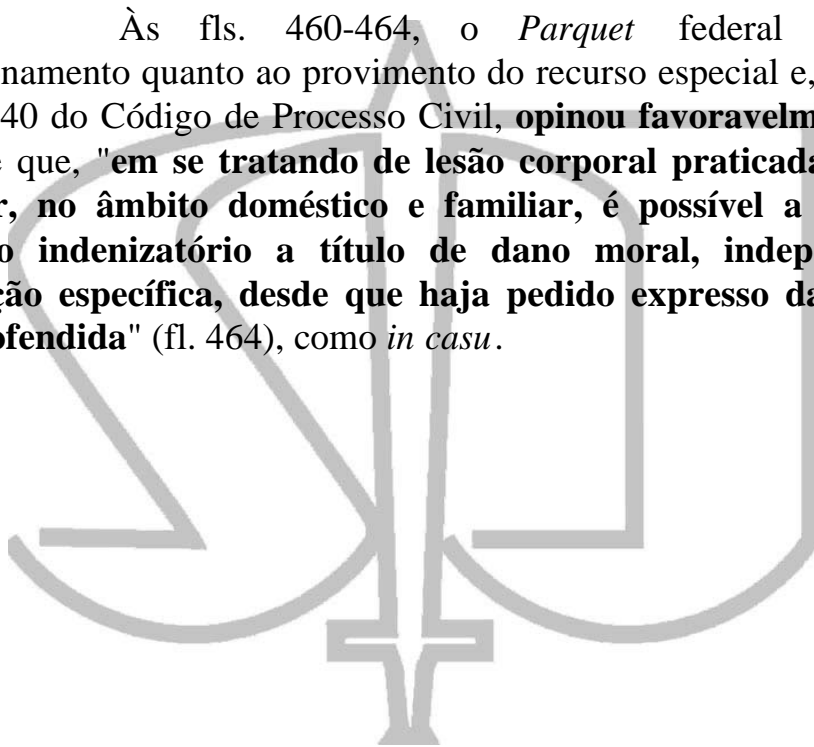 Às fls. 460-464, o Parquet federal
namento quanto ao provimento do recurso especial e,
40 do Código de Processo Civil, opinou favoravelm
que, "em se tratando de lesão corporal praticada
no âmbito doméstico e familiar, é possível a
indenizatório a título de dano moral, indep
ção específica, desde que haja pedido expresso da
ofendida" (fl. 464), como in casu.